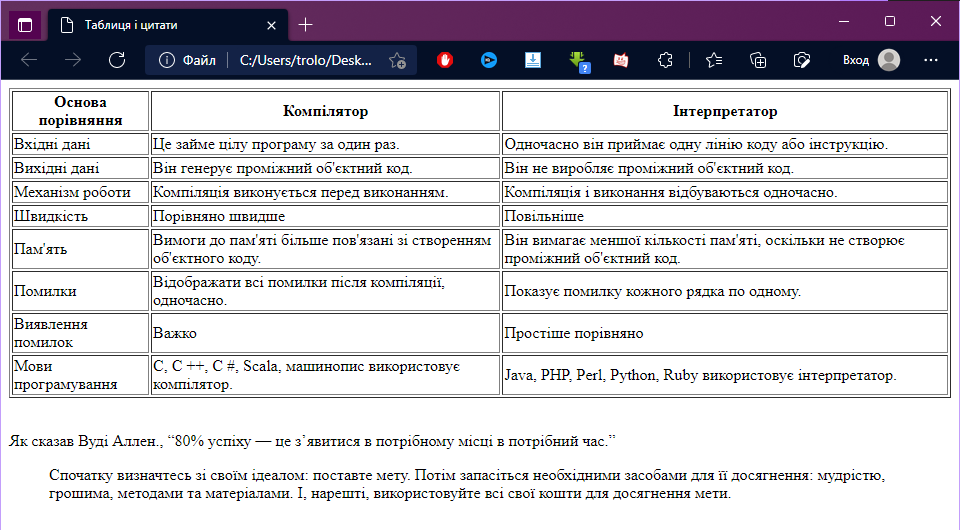 Таблиця і цитати
Файл C:/Users/trolo/Desk... Вход
Основа порівняння Компілятор Інтерпретатор
Вхідні дані Це займе цілу програму за один раз. Одночасно він приймає одну лінію коду або інструкцію.
Вихідні дані Він генерує проміжний об'єктний код. Він не виробляє проміжний об'єктний код.
Механізм роботи Компіляція виконується перед виконанням. Компіляція і виконання відбуваються одночасно.
Швидкість Порівняно швидше Повільніше
Пам'ять Вимоги до пам'яті більше пов'язані зі створенням
об'єктного коду. Він вимагає меншої кількості пам'яті, оскільки не створює
проміжний об'єктний код.
Помилки Відображати всі помилки після компіляції,
одночасно. Показує помилку кожного рядка по одному.
Виявлення
помилок Важко Простіше порівняно
Мови
програмування C, C ++, C #, Scala, машинопис використовує
компілятор. Java, PHP, Perl, Python, Ruby використовує інтерпретатор.
Як сказав Вуді Аллен., “80% успіху — це з’явитися в потрібному місці в потрібний час.”
Спочатку визначтесь зі своїм ідеалом: поставте мету. Потім запасіться необхідними засобами для її досягнення: мудрістю,
грошима, методами та матеріалами. І, нарешті, використовуйте всі свої кошти для досягнення мети.